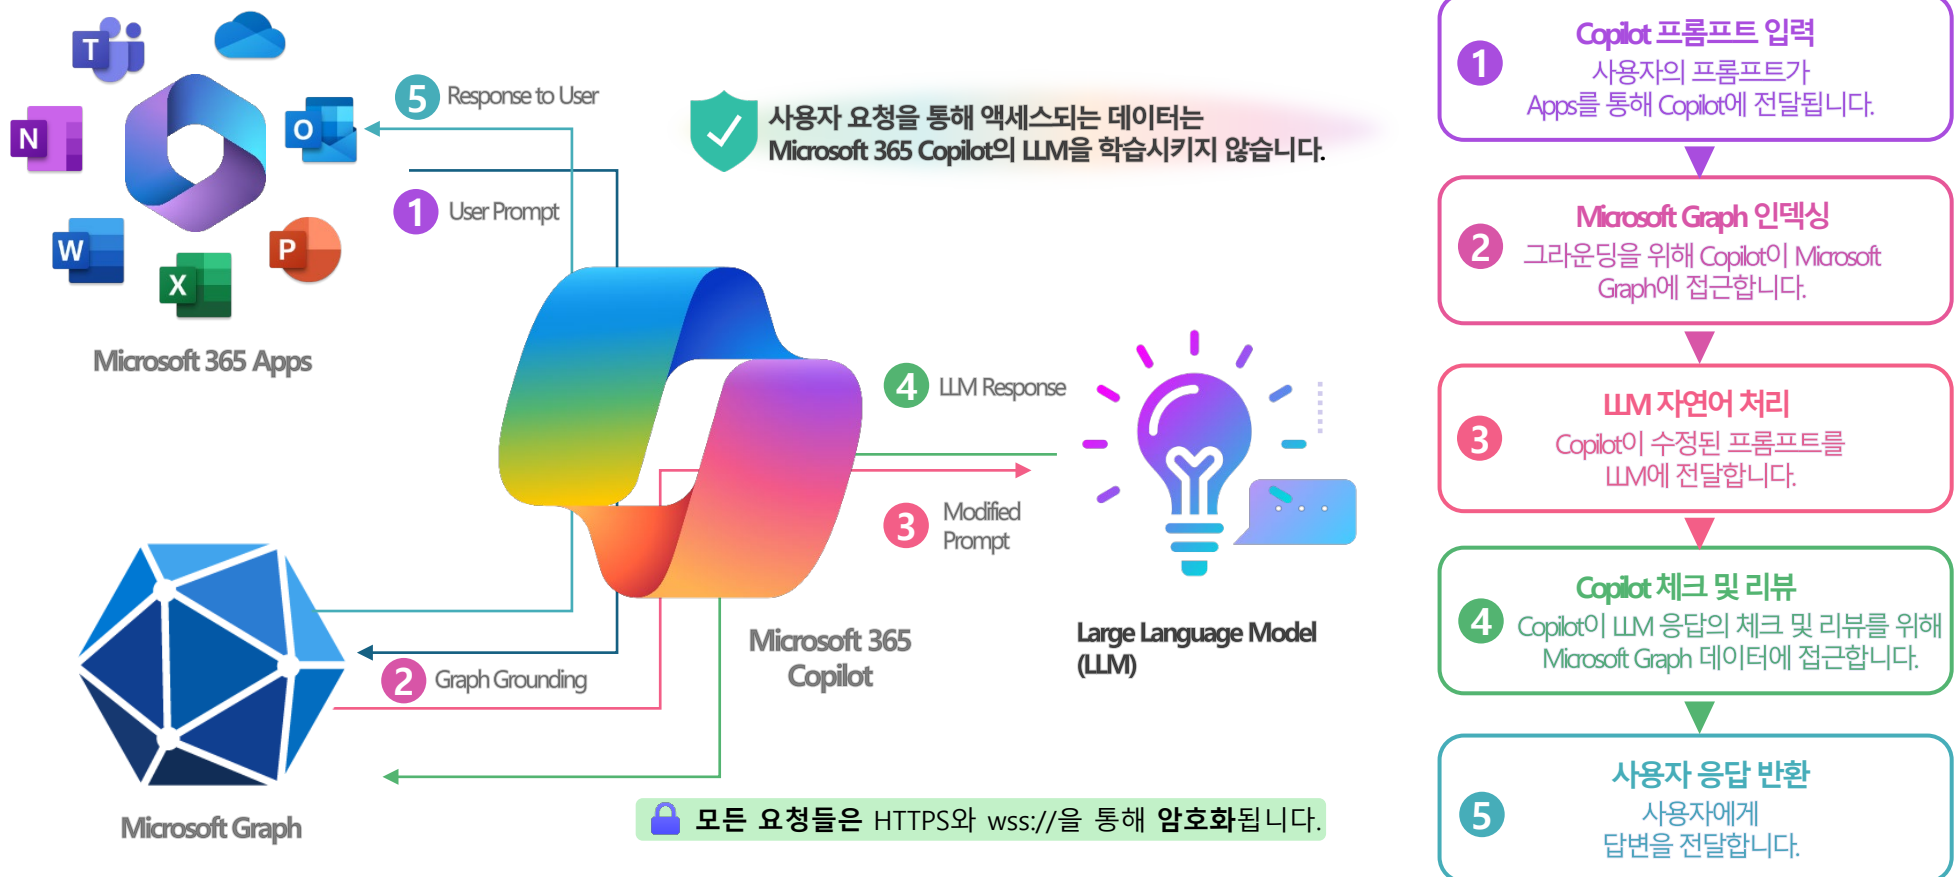 T
N
O
W
X
P
Microsoft 365 Apps
5 Response to User
1 User Prompt
사용자 요청을 통해 액세스되는 데이터는
Microsoft 365 Copilot의 LLM을 학습시키지 않습니다.
4 LLM Response
3 Modified
Prompt
Microsoft 365
Copilot
Large Language Model
(LLM)
2 Graph Grounding
Microsoft Graph
모든 요청들은 HTTPS와 wss://을 통해 암호화됩니다.
1
Copilot 프롬프트 입력
사용자의 프롬프트가
Apps를 통해 Copilot에 전달됩니다.
2
Microsoft Graph 인덱싱
그라운딩을 위해 Copilot이 Microsoft
Graph에 접근합니다.
3
LLM 자연어 처리
Copilot이 수정된 프롬프트를
LLM에 전달합니다.
4
Copilot 체크 및 리뷰
Copilot이 LLM 응답의 체크 및 리뷰를 위해
Microsoft Graph 데이터에 접근합니다.
5
사용자 응답 반환
사용자에게
답변을 전달합니다.